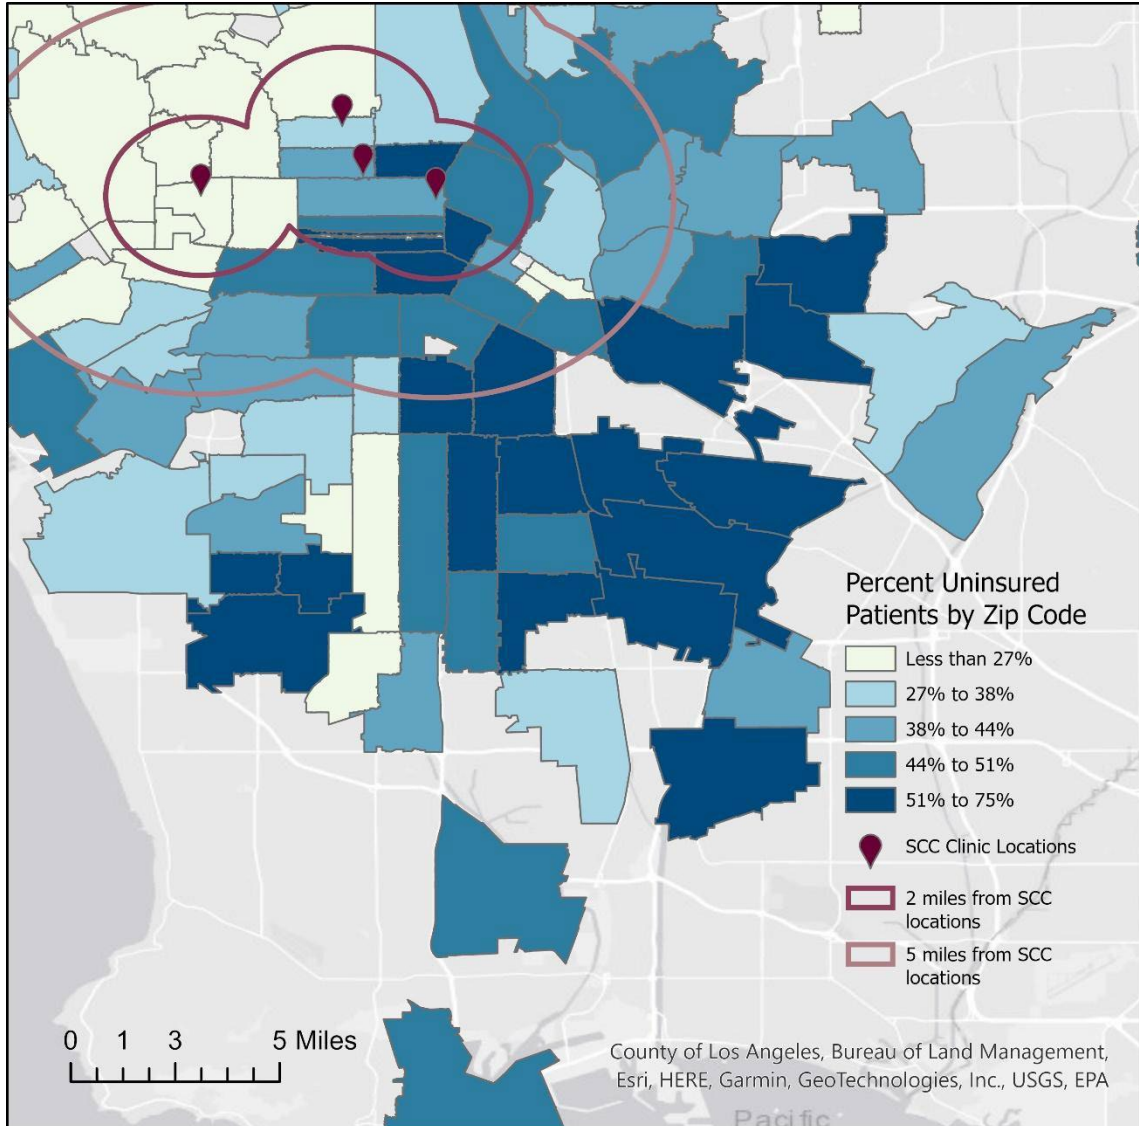 Percent Uninsured
Patients by Zip Code
Less than 27%
27% to 38%
38% to 44%
44% to 51%
51% to 75%
SCC Clinic Locations
2 miles from SCC
locations
5 miles from SCC
locations
0 1 3 5 Miles
County of Los Angeles, Bureau of Land Management,
Esri, HERE, Garmin, GeoTechnologies, Inc., USGS, EPA
Pacific